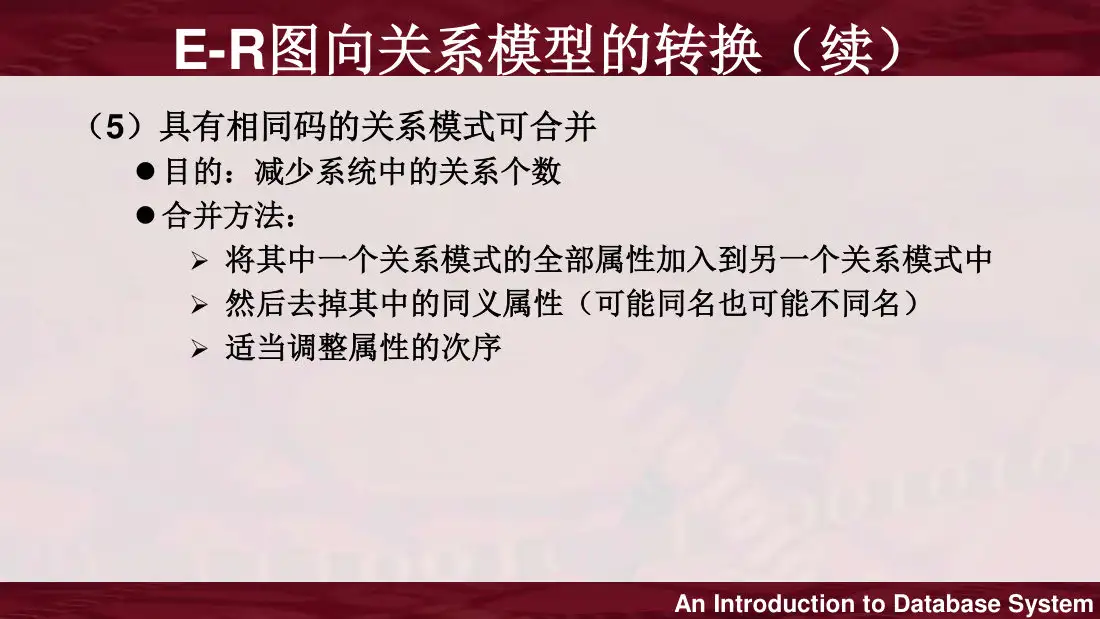 E-R图向关系模型的转换（续）
（5）具有相同码的关系模式可合并
●目的：减少系统中的关系个数
●合并方法：
➢ 将其中一个关系模式的全部属性加入到另一个关系模式中
➢ 然后去掉其中的同义属性（可能同名也可能不同名）
➢ 适当调整属性的次序
An Introduction to Database System